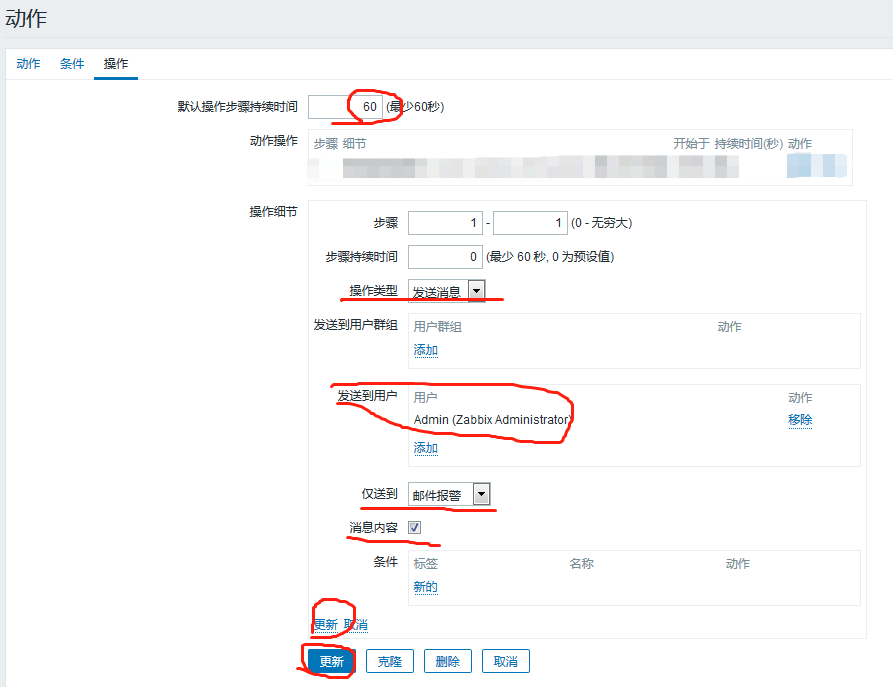 动作
动作 条件 操作
默认操作步骤持续时间 60 (最少60秒)
动作操作 步骤 细节 开始于 持续时间(秒) 动作
操作细节
步骤 1 - 1 (0 - 无穷大)
步骤持续时间 0 (最少 60 秒, 0 为预设值)
操作类型 发送消息
发送到用户群组 用户群组 动作
添加
发送到用户 用户 动作
Admin (Zabbix Administrator) 移除
添加
仅送到 邮件报警
消息内容
条件 标签 名称 动作
新的
更新 取消
更新 克隆 删除 取消